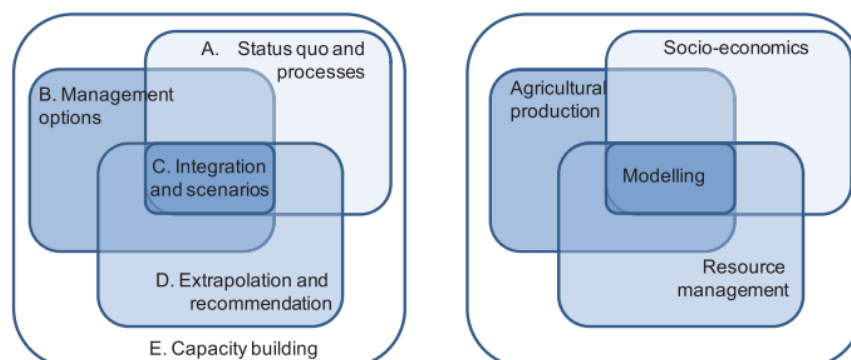 A. Status quo and
processes
B. Management
options
C. Integration
and scenarios
D. Extrapolation and
recommendation
E. Capacity building
Socio-economics
Agricultural
production
Modelling
Resource
management